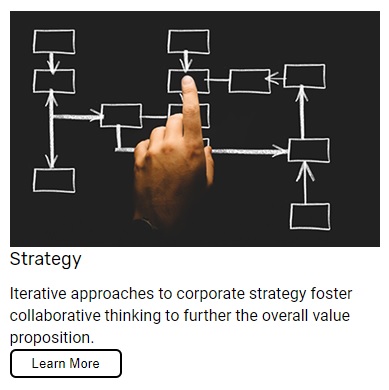 Strategy
Iterative approaches to corporate strategy foster
collaborative thinking to further the overall value
proposition.
Learn More